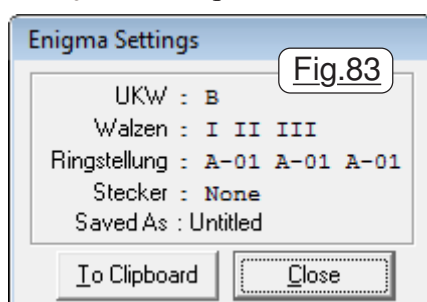 Enigma Settings
Fig.83
UKW : B
Walzen : I II III
Ringstellung : A-01 A-01 A-01
Stecker : None
Saved As : Untitled
To Clipboard
Close